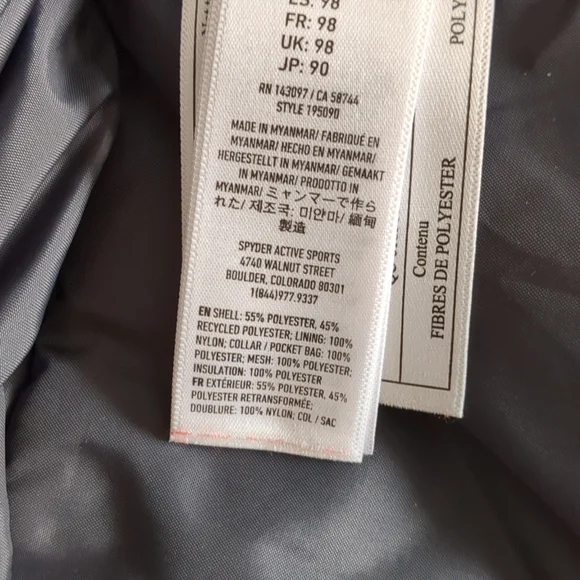 ES: 98
FR: 98
UK: 98
JP: 90
RN 143097 / CA 58744
STYLE 195090
MADE IN MYANMAR/ FABRIQUÉ EN
MYANMAR/ HECHO EN MYANMAR/
HERGESTELLT IN MYANMAR/ GEMAAKT
IN MYANMAR/ PRODOTTO IN
MYANMAR/ ミャンマーで作ら
れた/ 제조국: 미얀마/ 緬甸
製造
SPYDER ACTIVE SPORTS
4740 WALNUT STREET
BOULDER, COLORADO 80301
1(844)977.9337
EN SHELL: 55% POLYESTER, 45%
RECYCLED POLYESTER; LINING: 100%
NYLON; COLLAR / POCKET BAG: 100%
POLYESTER; MESH: 100% POLYESTER;
INSULATION: 100% POLYESTER
FR EXTÉRIEUR: 55% POLYESTER, 45%
POLYESTER RETRANSFORMÉE;
DOUBLURE: 100% NYLON; COL / SAC
Contenu
FIBRES DE POLYESTER